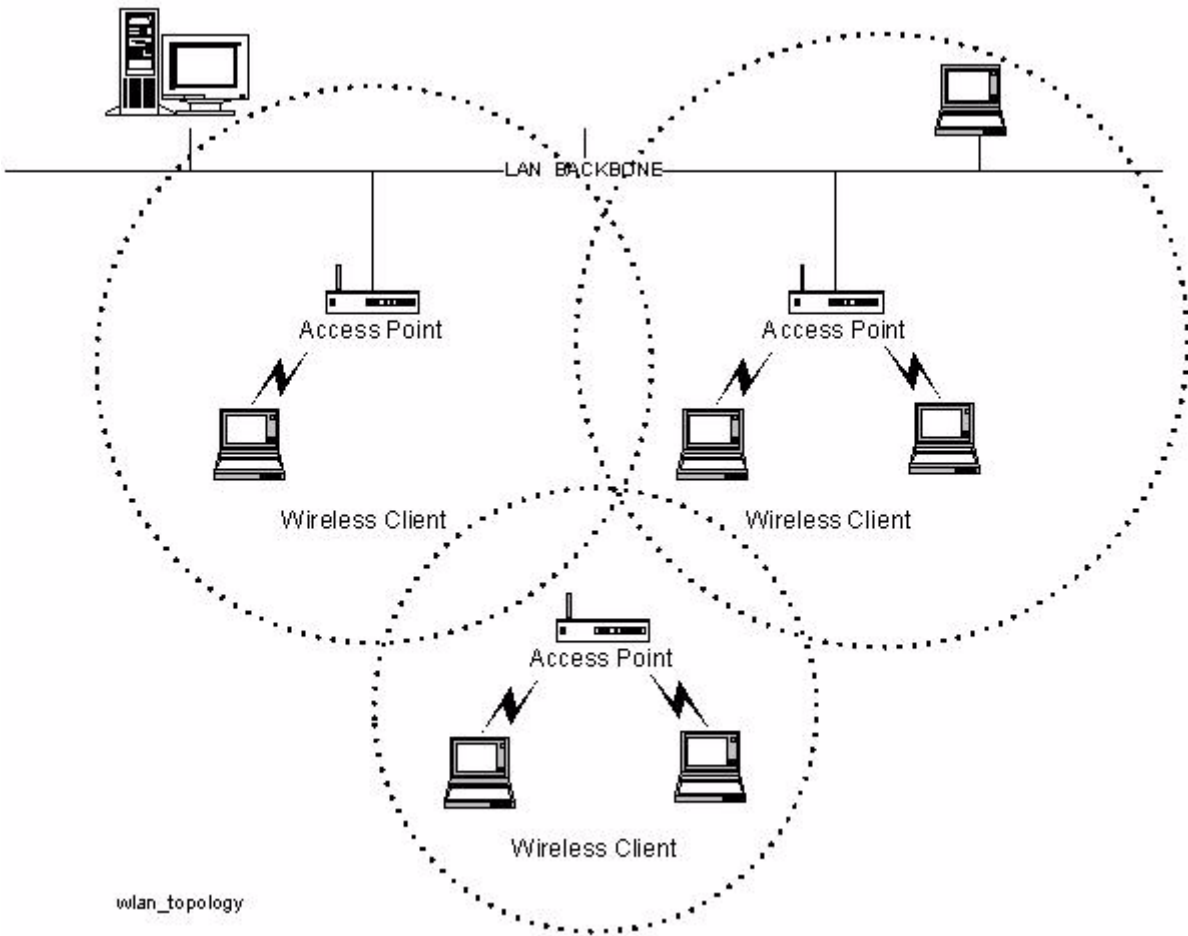 LAN BACKBONE
Access Point
Access Point
Wireless Client
Wireless Client
Access Point
Wireless Client
wlan_topology